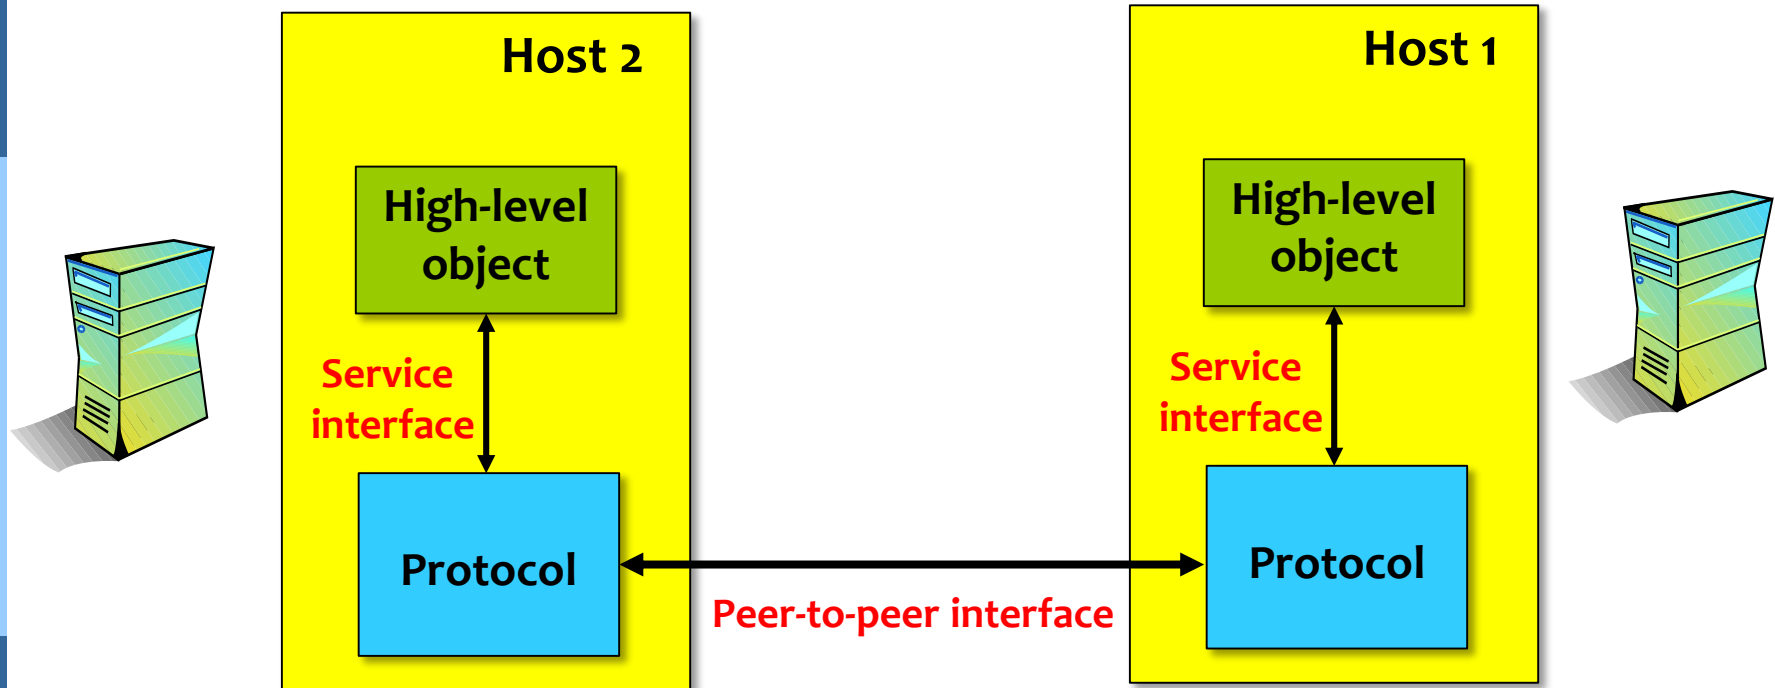 Host 2
High-level
object
Service
interface
Protocol
Peer-to-peer interface
Host 1
High-level
object
Service
interface
Protocol